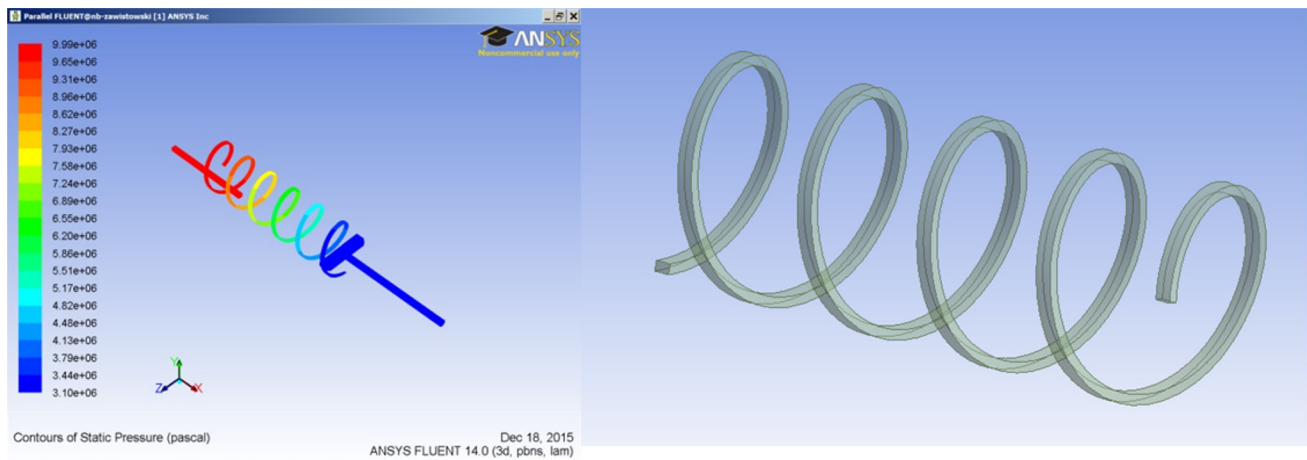 Parallel FLUENT@nb-zawistowski [1] ANSYS Inc
ANSYS
Noncommercial use only
9.99e+06
9.65e+06
9.31e+06
8.96e+06
8.62e+06
8.27e+06
7.93e+06
7.58e+06
7.24e+06
6.89e+06
6.55e+06
6.20e+06
5.86e+06
5.51e+06
5.17e+06
4.82e+06
4.48e+06
4.13e+06
3.79e+06
3.44e+06
3.10e+06
Y
Z X
Contours of Static Pressure (pascal)
Dec 18, 2015
ANSYS FLUENT 14.0 (3d, pbns, lam)